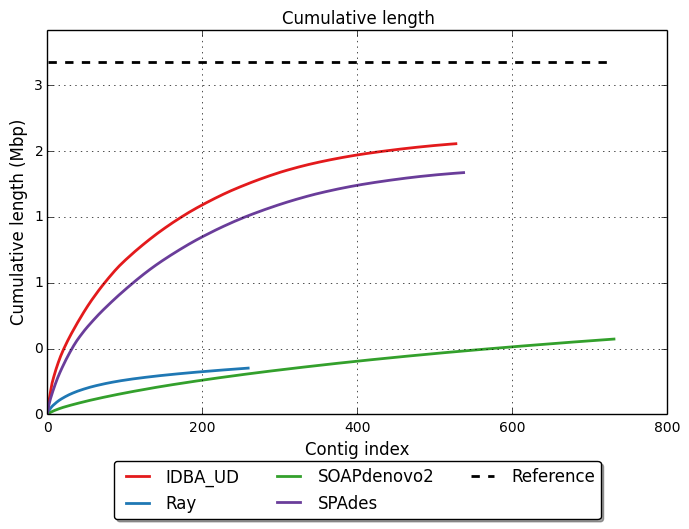 Cumulative length
Cumulative length (Mbp)
3
2
1
1
0
0
0 200 400 600 800
Contig index
IDBA_UD SOAPdenovo2 Reference
Ray SPAdes